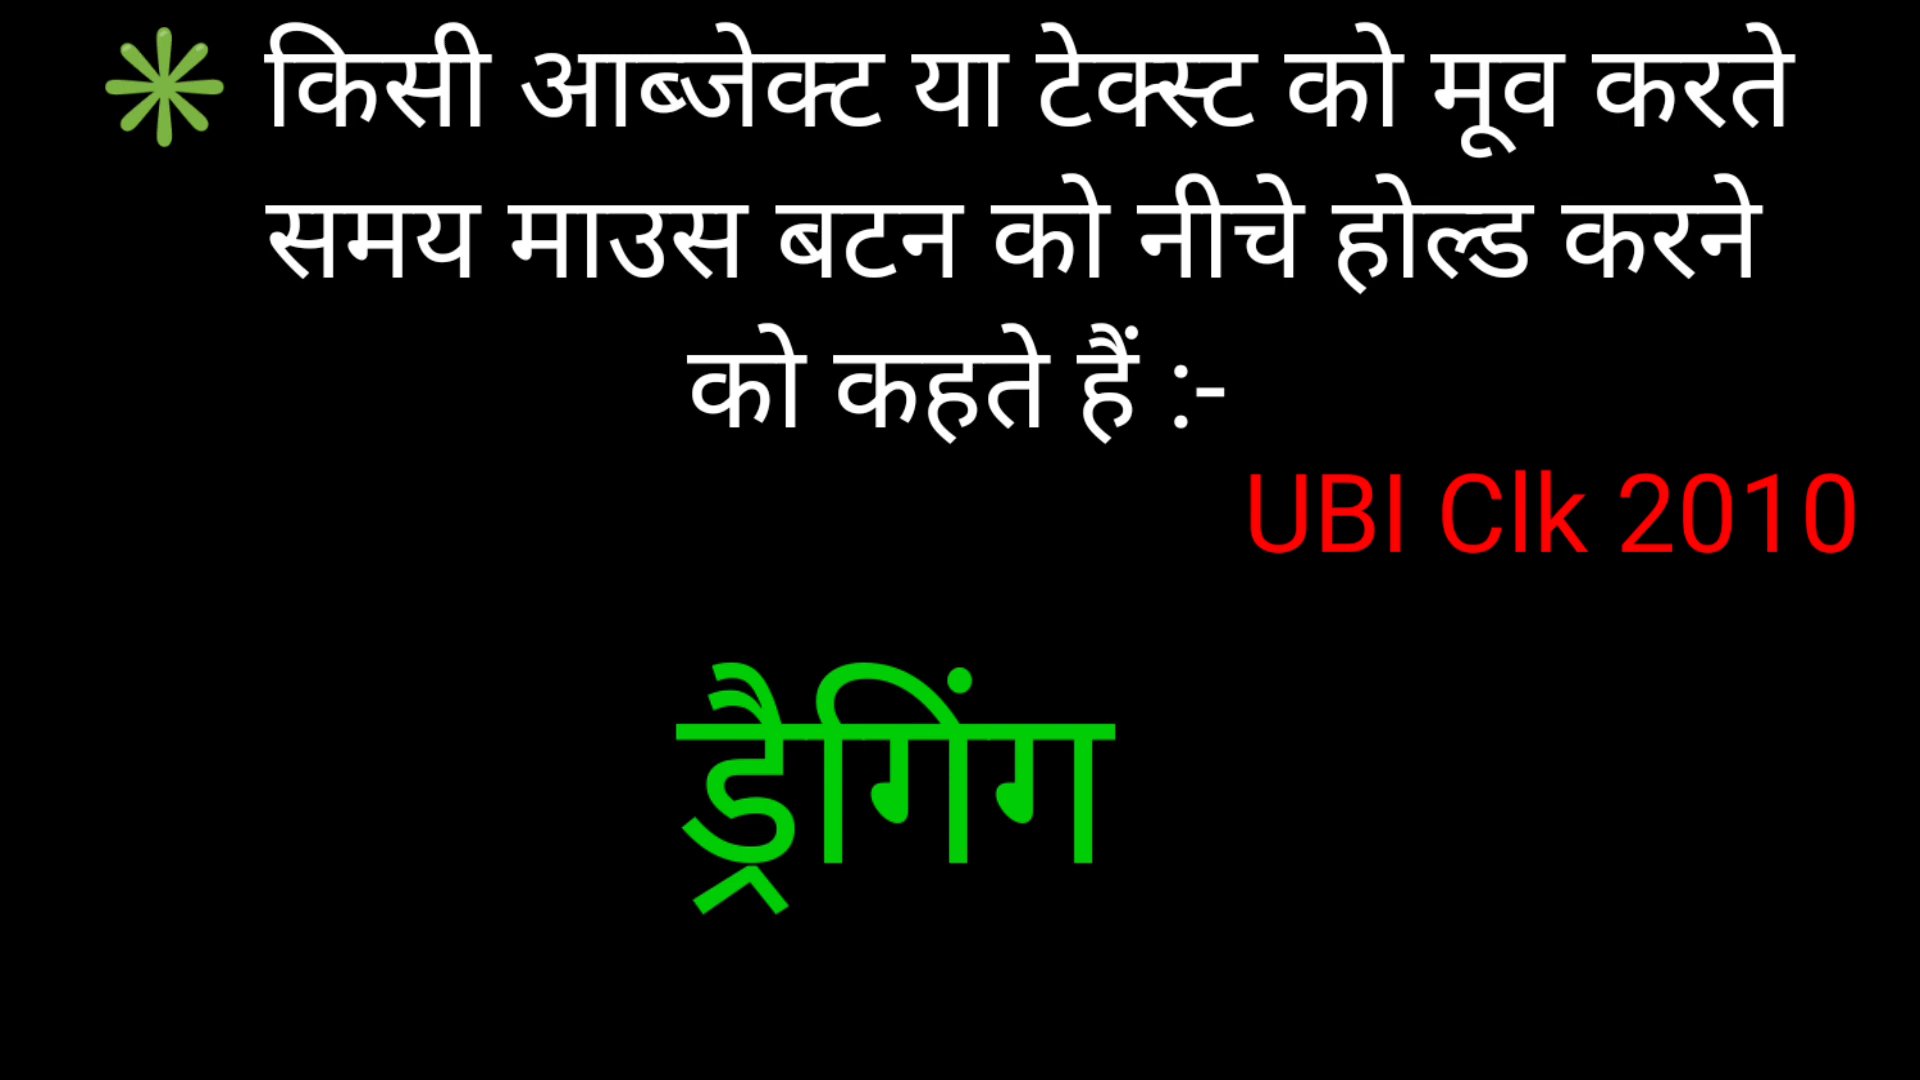 ✳ किसी आब्जेक्ट या टेक्स्ट को मूव करते
समय माउस बटन को नीचे होल्ड करने
को कहते हैं :-
UBI Clk 2010
ड्रैगिंग